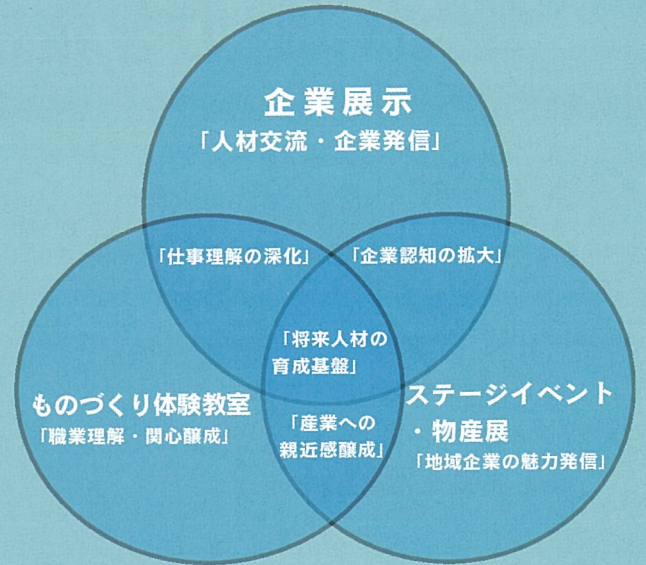 企業展示
「人材交流・企業発信」
「仕事理解の深化」
「企業認知の拡大」
「将来人材の
育成基盤」
ものづくり体験教室
「職業理解・関心醸成」
ステージイベント
・物産展
「地域企業の魅力発信」
「産業への
親近感醸成」